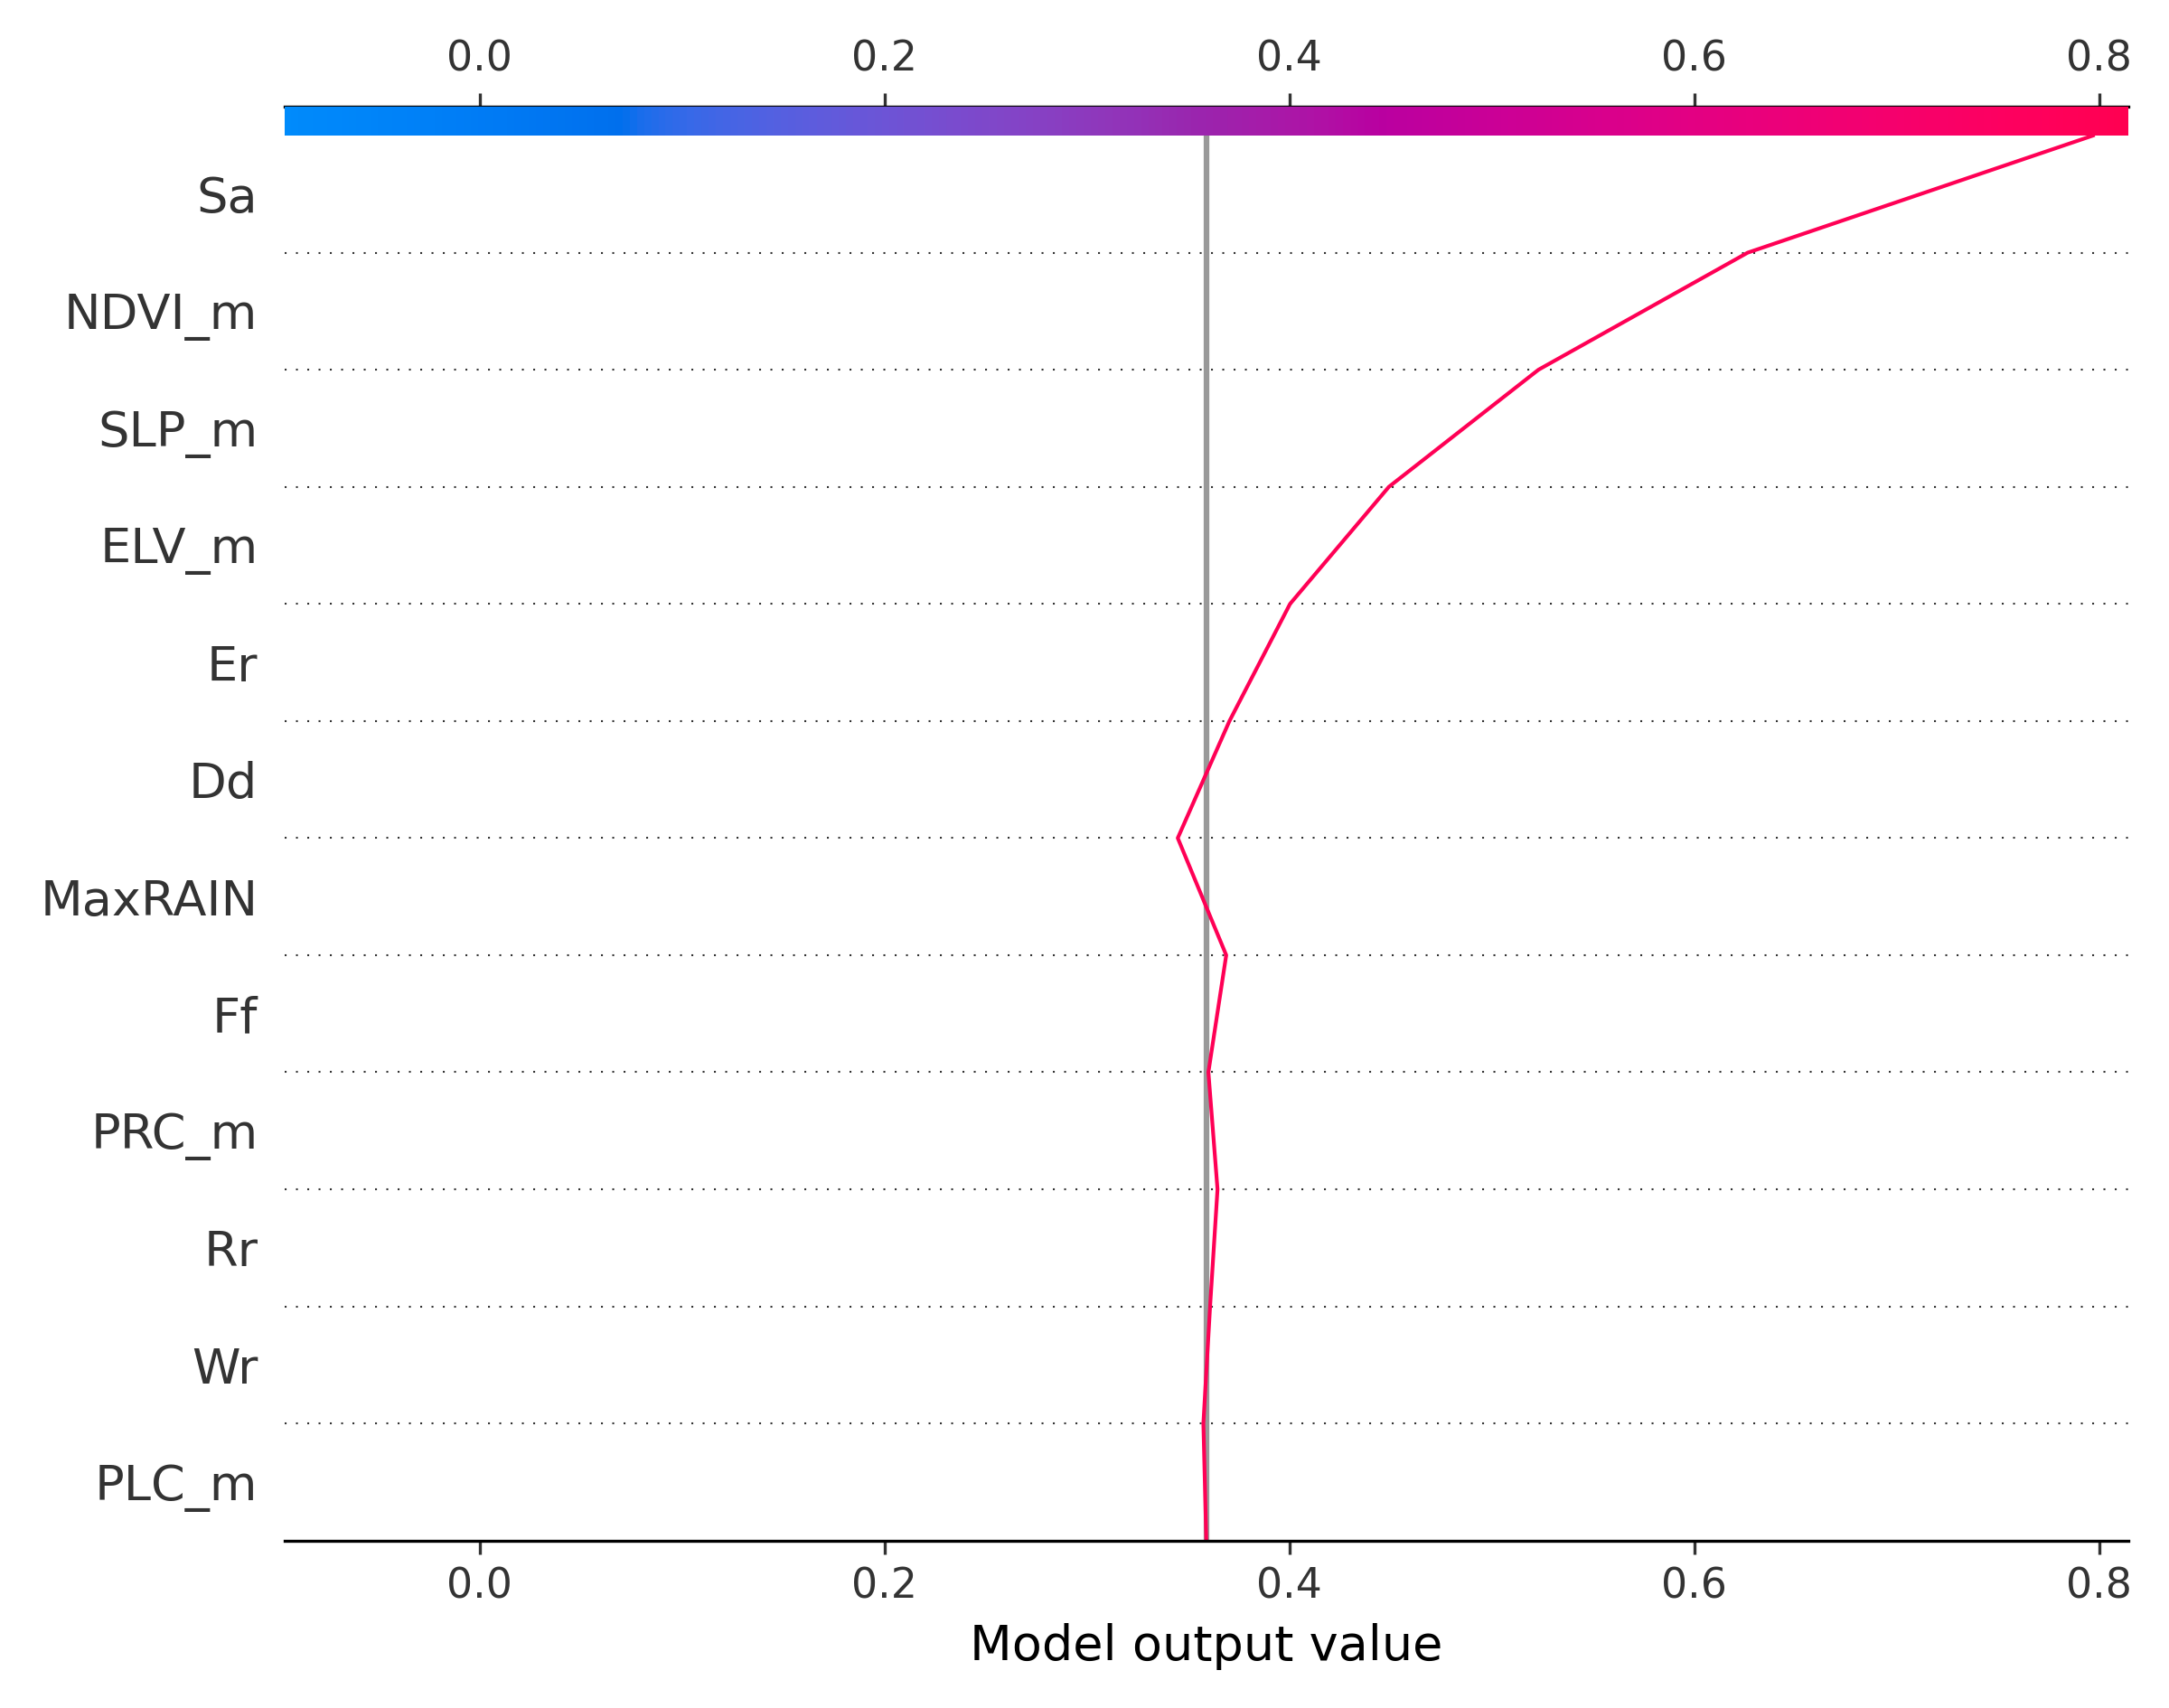 0.0 0.2 0.4 0.6 0.8
Sa
NDVI_m
SLP_m
ELV_m
Er
Dd
MaxRAIN
Ff
PRC_m
Rr
Wr
PLC_m
0.0 0.2 0.4 0.6 0.8
Model output value